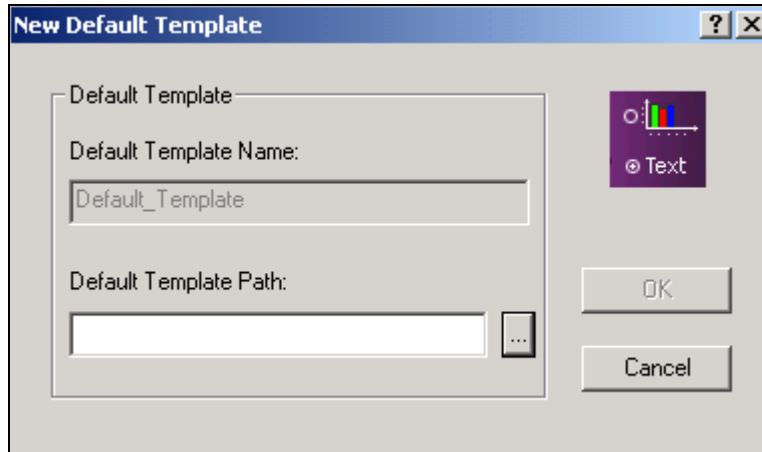 New Default Template
Default Template
Default Template Name:
Default_Template
Default Template Path:
...
Text
OK
Cancel